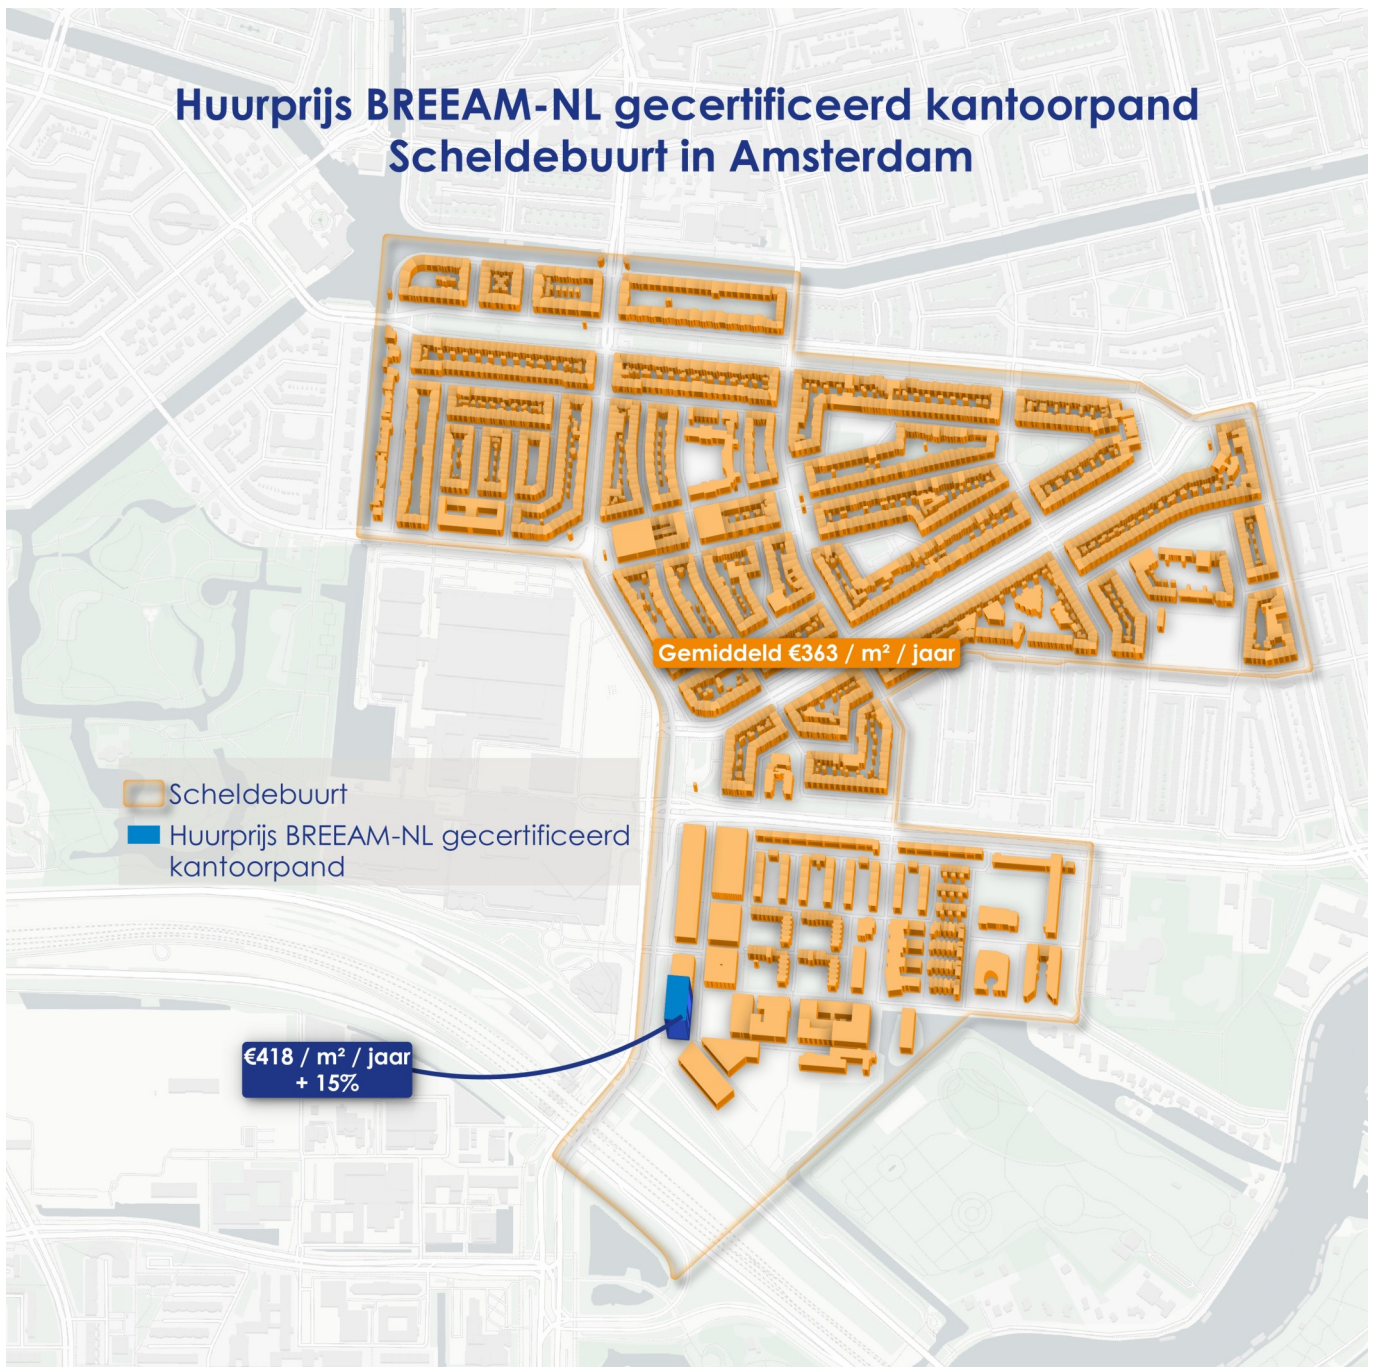 Huurprijs BREEAM-NL gecertificeerd kantoorpand
Scheldebuurt in Amsterdam
Gemiddeld €363 / m² / jaar
Scheldebuurt
Huurprijs BREEAM-NL gecertificeerd
kantoorpand
€418 / m² / jaar
+ 15%